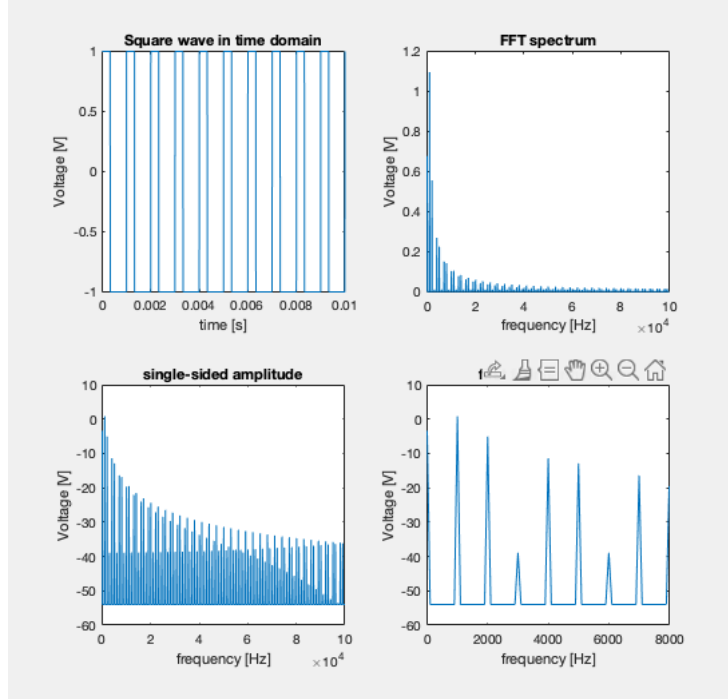 Square wave in time domain
1
0.5
0
-0.5
-1
Voltage [V]
0 0.002 0.004 0.006 0.008 0.01
time [s]
FFT spectrum
1.2
1
0.8
0.6
0.4
0.2
0
Voltage [V]
0 2 4 6 8 10
×10⁴
frequency [Hz]
single-sided amplitude
10
0
-10
-20
-30
-40
-50
-60
Voltage [V]
0 2 4 6 8 10
×10⁴
frequency [Hz]
10
0
-10
-20
-30
-40
-50
-60
Voltage [V]
0 2000 4000 6000 8000
frequency [Hz]